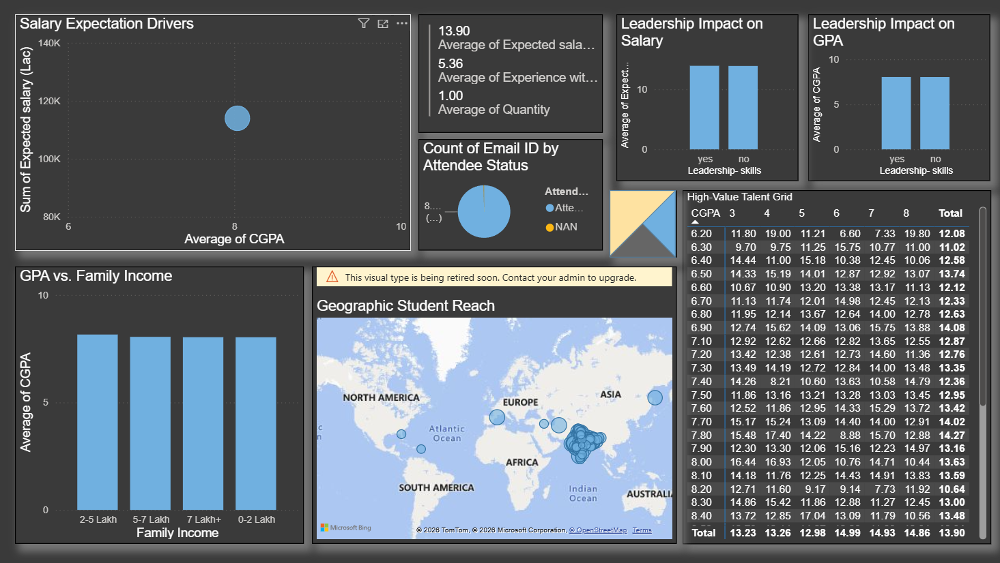 Salary Expectation Drivers
140K
120K
100K
80K
6
8
10
Sum of Expected salary (Lac)
Average of CGPA
13.90
Average of Expected sala...
5.36
Average of Experience wit...
1.00
Average of Quantity
Count of Email ID by
Attendee Status
8....
(...)
Attend...
Atte...
NAN
Leadership Impact on
Salary
Average of Expect...
10
0
yes
no
Leadership- skills
Leadership Impact on
GPA
Average of CGPA
10
5
0
yes
no
Leadership- skills
GPA vs. Family Income
Average of CGPA
10
5
0
2-5 Lakh
5-7 Lakh
7 Lakh+
0-2 Lakh
Family Income
This visual type is being retired soon. Contact your admin to upgrade.
Geographic Student Reach
NORTH AMERICA
EUROPE
ASIA
Atlantic
Ocean
AFRICA
SOUTH AMERICA
Indian
Ocean
AUSTRALI
Microsoft Bing
© 2026 TomTom, © 2026 Microsoft Corporation, © OpenStreetMap Terms
High-Value Talent Grid
CGPA 3 4 5 6 7 8 Total
6.20 11.80 19.00 11.21 6.60 7.33 19.80 12.08
6.30 9.70 9.75 11.25 15.75 10.77 11.00 11.02
6.40 14.44 11.00 15.18 10.38 12.45 10.06 12.58
6.50 14.33 15.19 14.01 12.87 12.92 13.07 13.74
6.60 10.67 10.90 13.20 13.38 13.17 11.13 12.12
6.70 11.13 11.74 12.01 14.98 12.45 12.13 12.33
6.80 11.95 12.14 13.67 12.64 14.00 12.78 12.63
6.90 12.74 15.62 14.09 13.06 15.75 13.88 14.08
7.10 12.92 12.62 12.66 12.82 13.65 12.55 12.87
7.20 13.42 12.38 12.61 12.73 14.60 11.36 12.76
7.30 13.49 14.19 12.72 12.84 14.00 13.48 13.35
7.40 14.26 8.21 10.60 13.63 10.58 14.79 12.36
7.50 11.86 13.16 13.21 13.28 13.03 13.45 12.95
7.60 12.52 11.86 12.95 14.33 15.29 13.72 13.42
7.70 15.17 15.24 13.09 14.40 14.00 12.91 14.02
7.80 15.48 17.40 14.22 8.88 15.70 12.88 14.27
7.90 12.30 13.30 12.06 15.16 12.23 14.97 13.16
8.00 16.44 16.93 12.05 10.76 14.71 10.44 13.63
8.10 14.18 11.76 12.25 14.43 14.91 13.83 13.59
8.20 12.71 11.60 9.17 9.14 7.73 11.92 10.64
8.30 14.86 15.42 11.86 12.88 11.27 12.45 13.00
8.40 13.72 12.85 17.04 13.09 11.79 10.56 13.48
Total 13.23 13.26 12.98 14.99 14.93 14.86 13.90